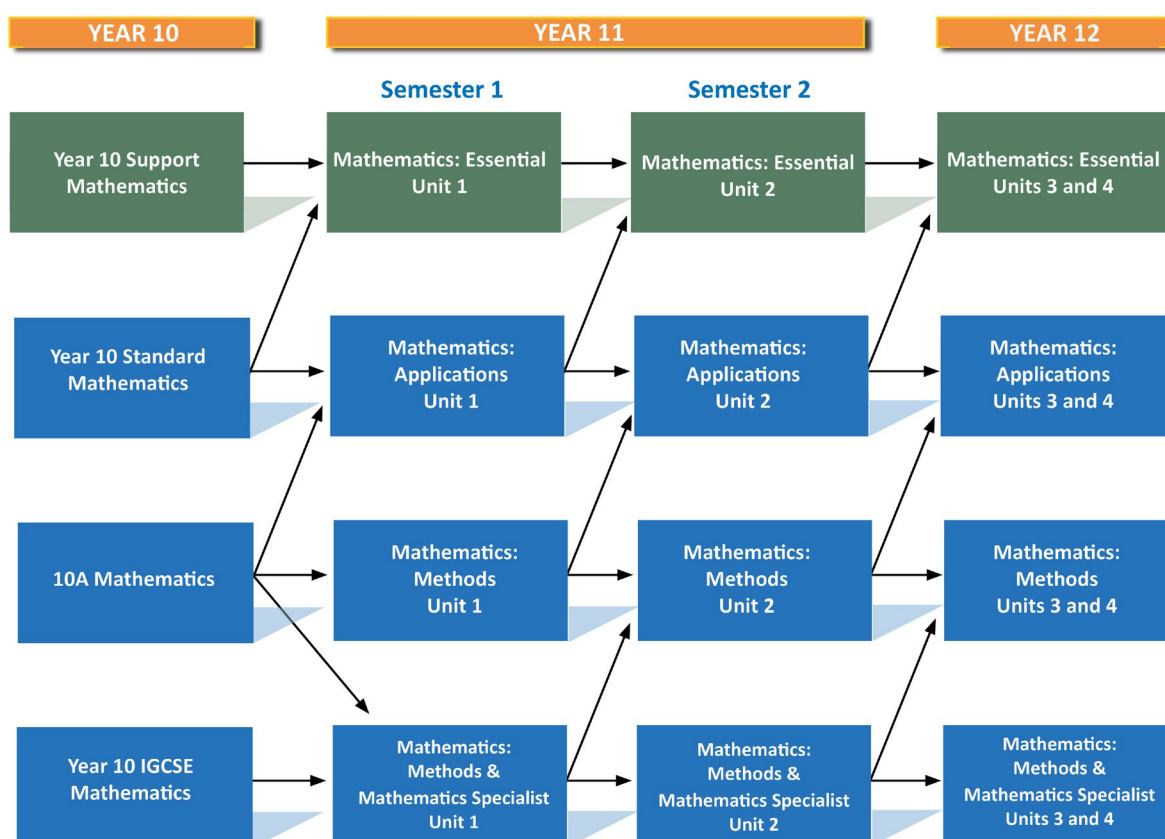 YEAR 10
YEAR 11
YEAR 12
Semester 1
Semester 2
Year 10 Support
Mathematics
Mathematics: Essential
Unit 1
Mathematics: Essential
Unit 2
Mathematics: Essential
Units 3 and 4
Year 10 Standard
Mathematics
Mathematics:
Applications
Unit 1
Mathematics:
Applications
Unit 2
Mathematics:
Applications
Units 3 and 4
10A Mathematics
Mathematics:
Methods
Unit 1
Mathematics:
Methods
Unit 2
Mathematics:
Methods
Units 3 and 4
Year 10 IGCSE
Mathematics
Mathematics:
Methods &
Mathematics Specialist
Unit 1
Mathematics:
Methods &
Mathematics Specialist
Unit 2
Mathematics:
Methods &
Mathematics Specialist
Units 3 and 4